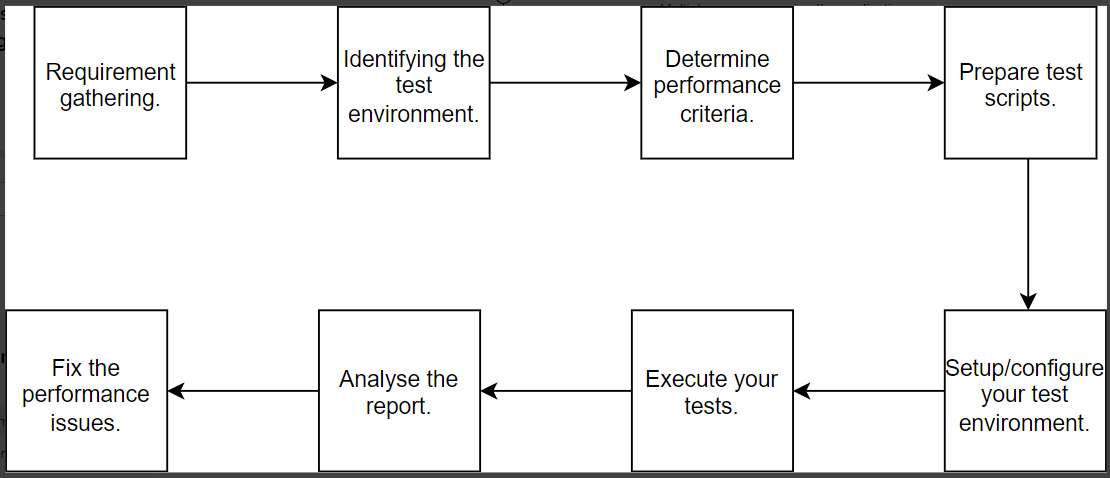 Requirement
gathering.
Identifying the
test
environment.
Determine
performance
criteria.
Prepare test
scripts.
Setup/configure
your test
environment.
Execute your
tests.
Analyse the
report.
Fix the
performance
issues.